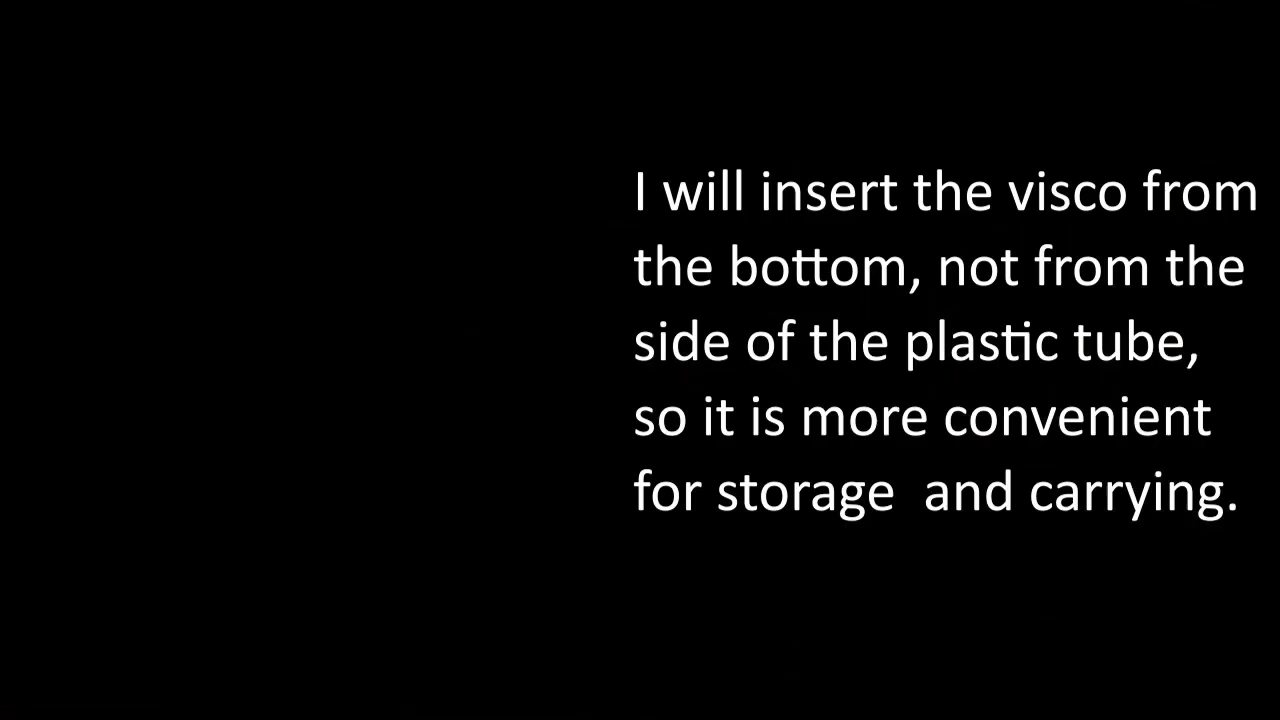 I will insert the visco from
the bottom, not from the
side of the plastic tube,
so it is more convenient
for storage  and carrying.